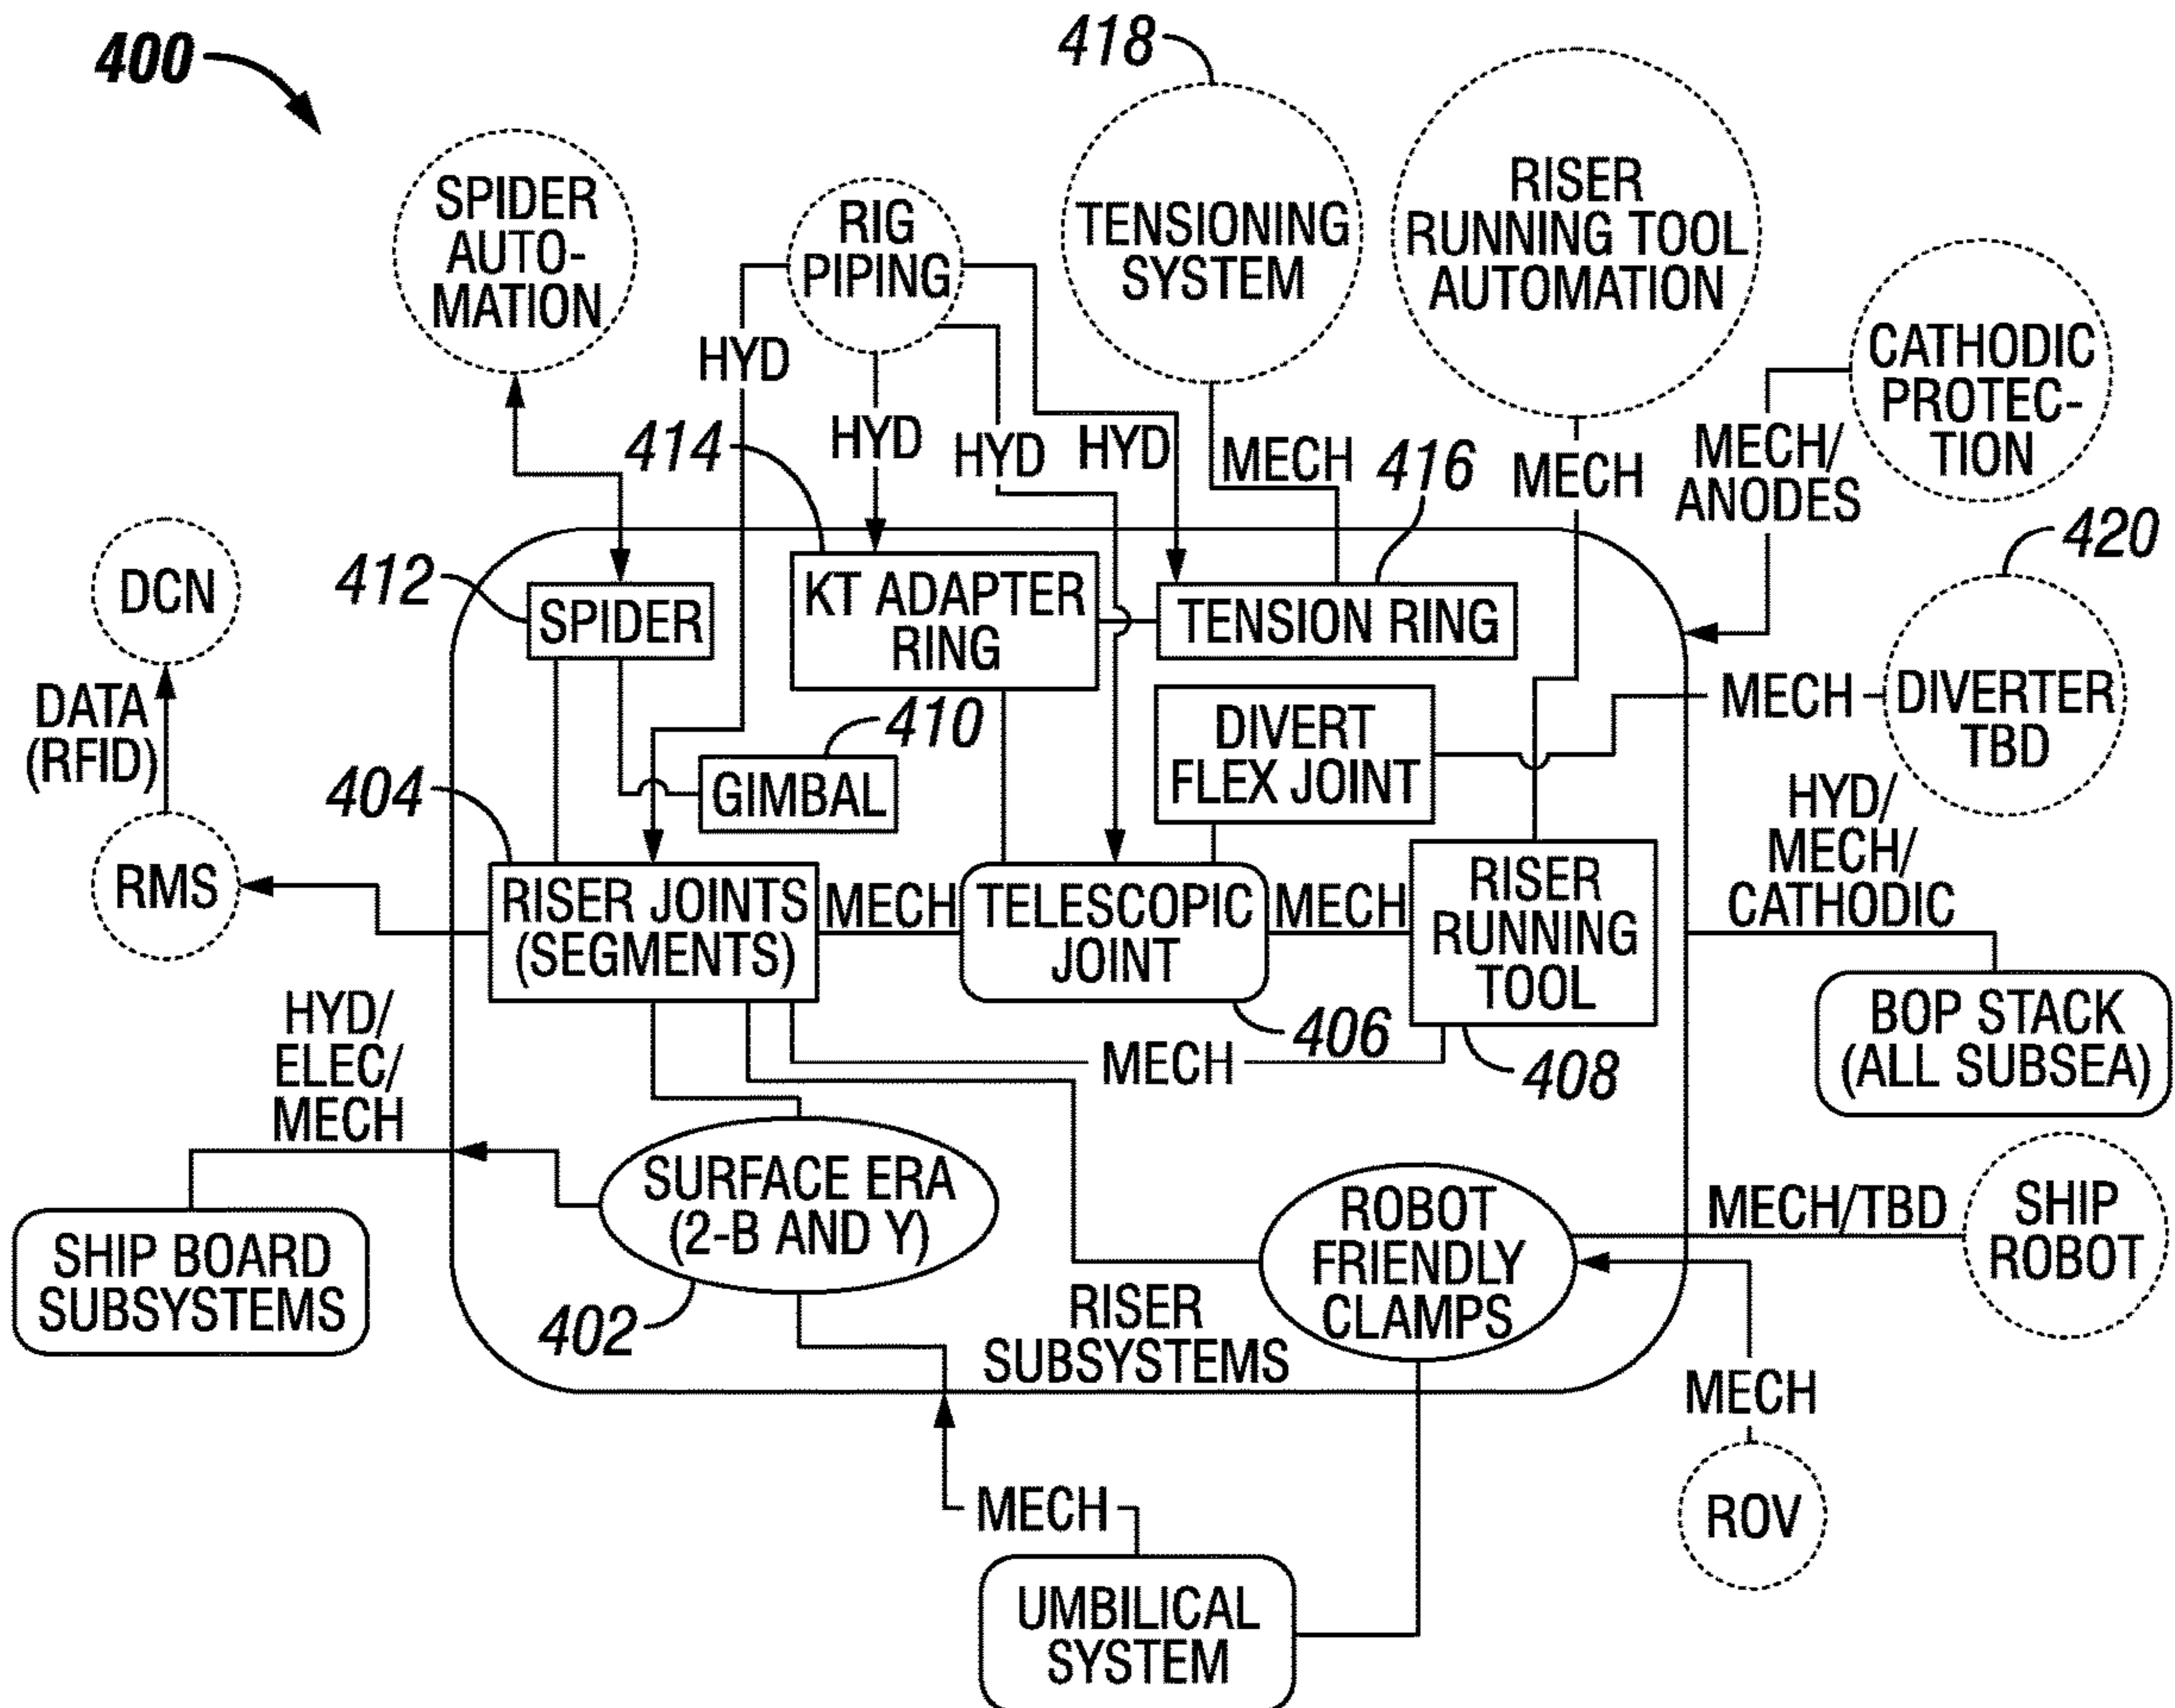 400
418
SPIDER
AUTO-
MATION
RIG
PIPING
TENSIONING
SYSTEM
RISER
RUNNING TOOL
AUTOMATION
CATHODIC
PROTEC-
TION
HYD
HYD
HYD
HYD
MECH
MECH
MECH/
ANODES
414
416
420
DCN
412
SPIDER
KT ADAPTER
RING
TENSION RING
DATA
(RFID)
410
GIMBAL
DIVERT
FLEX JOINT
MECH
DIVERTER
TBD
404
RMS
RISER JOINTS
(SEGMENTS)
MECH
TELESCOPIC
JOINT
MECH
RISER
RUNNING
TOOL
HYD/
MECH/
CATHODIC
406
408
BOP STACK
(ALL SUBSEA)
HYD/
ELEC/
MECH
MECH
SURFACE ERA
(2-B AND Y)
ROBOT
FRIENDLY
CLAMPS
MECH/TBD
SHIP
ROBOT
SHIP BOARD
SUBSYSTEMS
402
RISER
SUBSYSTEMS
MECH
ROV
MECH
UMBILICAL
SYSTEM